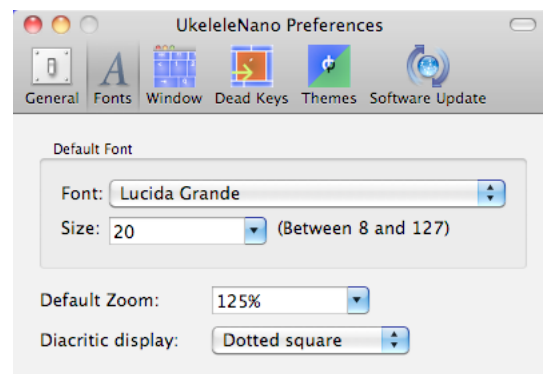 UkeleleNano Preferences
General Fonts Window Dead Keys Themes Software Update
Default Font
Font: Lucida Grande
Size: 20 (Between 8 and 127)
Default Zoom: 125%
Diacritic display: Dotted square